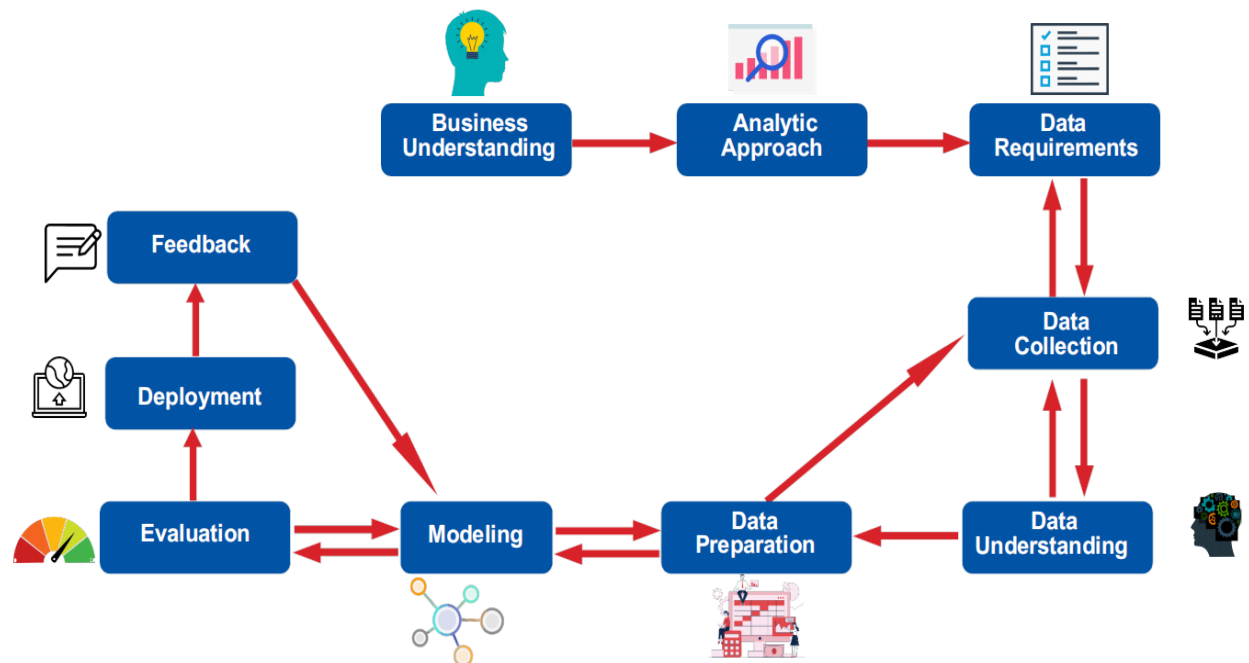 Business
Understanding
Analytic
Approach
Data
Requirements
Feedback
Data
Collection
Deployment
Evaluation
Modeling
Data
Preparation
Data
Understanding